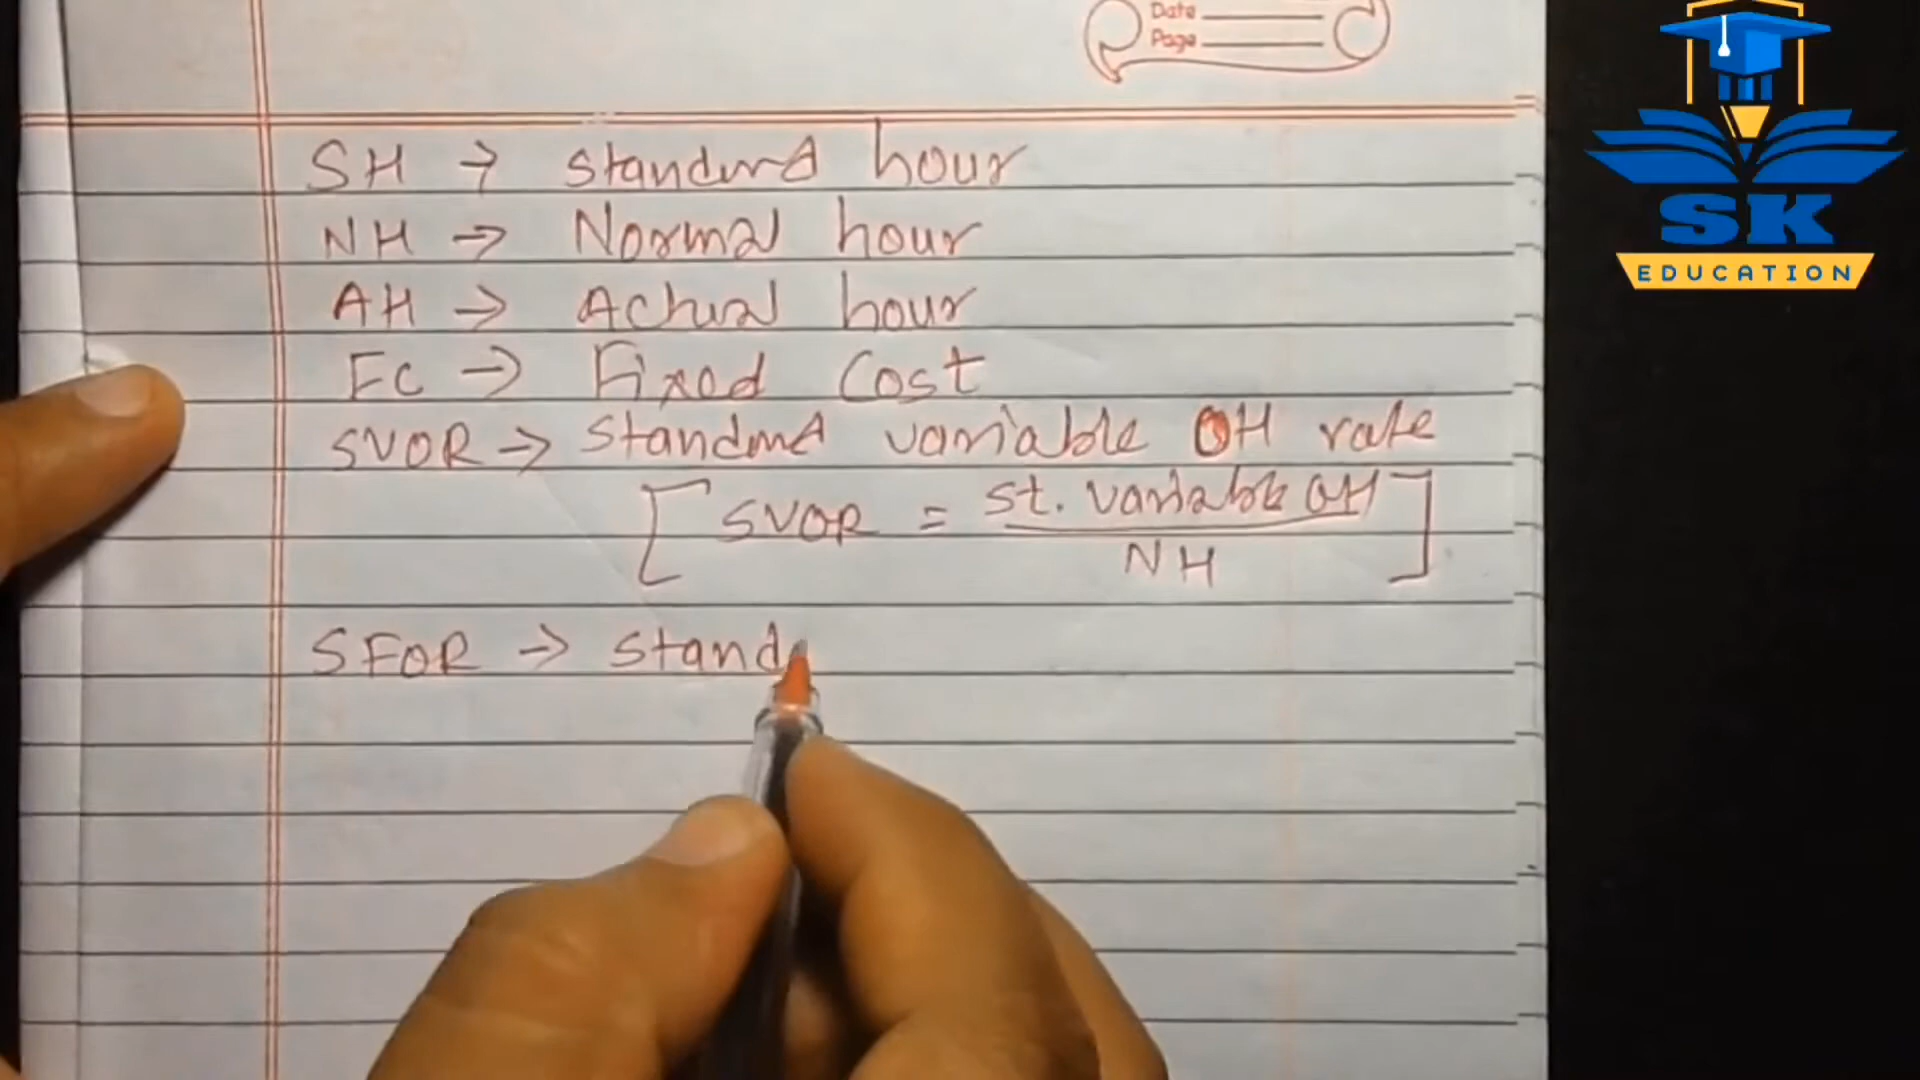 Date
Page
SH → Standard hour
NH → Normal hour
AH → Actual hour
FC → Fixed Cost
SVOR → Standard variable OH rate
[SVOR = St. variable OH / NH]
SFOR → Stand
SK
EDUCATION